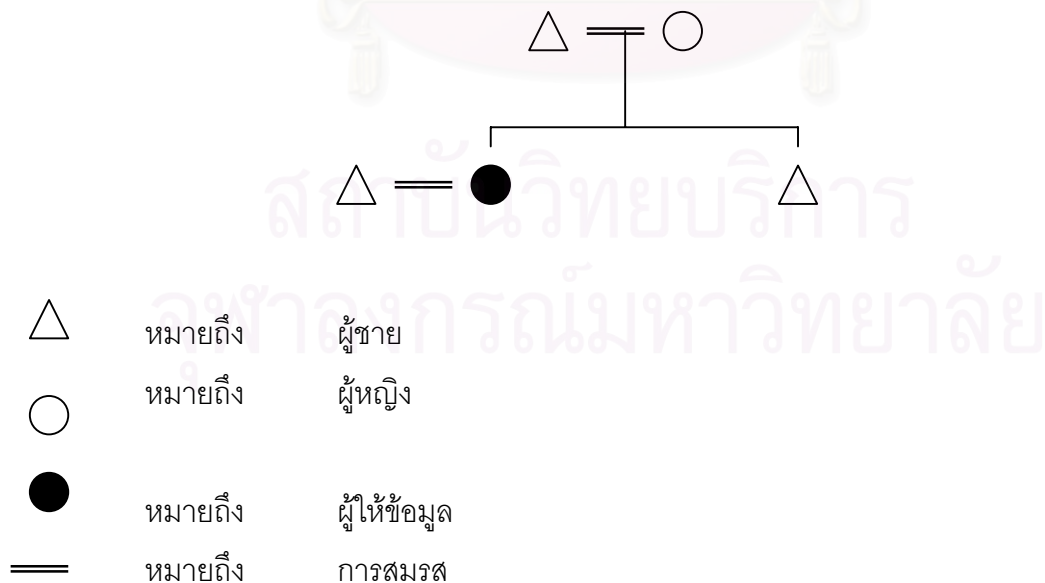 สถาบันวิทยบริการ
จุฬาลงกรณ์มหาวิทยาลัย
หมายถึง ผู้ชาย
หมายถึง ผู้หญิง
หมายถึง ผู้ให้ข้อมูล
หมายถึง การสมรส